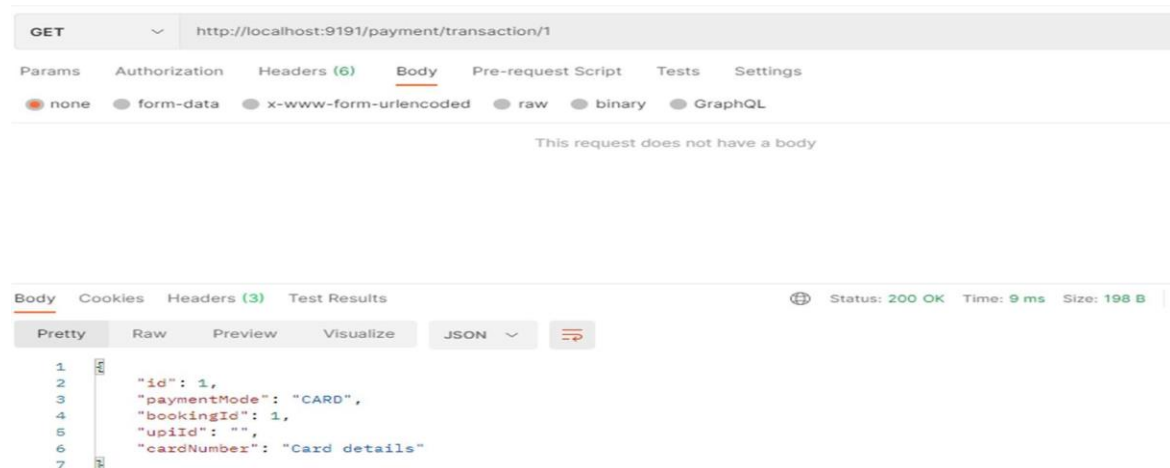 GET http://localhost:9191/payment/transaction/1
Params Authorization Headers (6) Body Pre-request Script Tests Settings
none form-data x-www-form-urlencoded raw binary GraphQL
This request does not have a body
Body Cookies Headers (3) Test Results Status: 200 OK Time: 9 ms Size: 198 B
Pretty Raw Preview Visualize JSON
1 {
2 "id": 1,
3 "paymentMode": "CARD",
4 "bookingId": 1,
5 "upiId": "",
6 "cardNumber": "Card details"
7 }